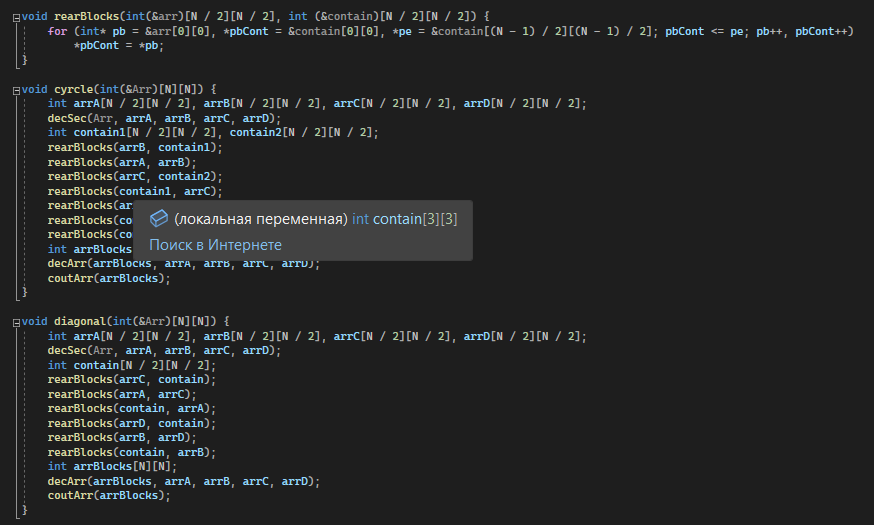 void rearBlocks(int(&arr)[N / 2][N / 2], int (&contain)[N / 2][N / 2]) {
for (int* pb = &arr[0][0], *pbCont = &contain[0][0], *pe = &contain[(N - 1) / 2][(N - 1) / 2]; pbCont <= pe; pb++, pbCont++)
*pbCont = *pb;
}
void cyrcle(int(&Arr)[N][N]) {
int arrA[N / 2][N / 2], arrB[N / 2][N / 2], arrC[N / 2][N / 2], arrD[N / 2][N / 2];
decSec(Arr, arrA, arrB, arrC, arrD);
int contain1[N / 2][N / 2], contain2[N / 2][N / 2];
rearBlocks(arrB, contain1);
rearBlocks(arrA, arrB);
rearBlocks(arrC, contain2);
rearBlocks(contain1, arrC);
rearBlocks(
(локальная переменная) int contain[3][3]
rearBlocks(
rearBlocks(
Поиск в Интернете
int arrBlocks
decArr(arrBlocks, arrA, arrB, arrC, arrD);
coutArr(arrBlocks);
}
void diagonal(int(&Arr)[N][N]) {
int arrA[N / 2][N / 2], arrB[N / 2][N / 2], arrC[N / 2][N / 2], arrD[N / 2][N / 2];
decSec(Arr, arrA, arrB, arrC, arrD);
int contain[N / 2][N / 2];
rearBlocks(arrC, contain);
rearBlocks(arrA, arrC);
rearBlocks(contain, arrA);
rearBlocks(arrD, contain);
rearBlocks(arrB, arrD);
rearBlocks(contain, arrB);
int arrBlocks[N][N];
decArr(arrBlocks, arrA, arrB, arrC, arrD);
coutArr(arrBlocks);
}